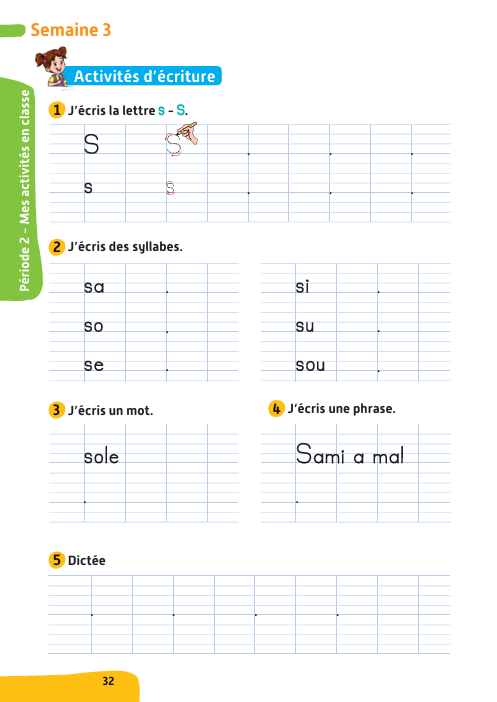 Semaine 3
Activités d'écriture
Période 2 - Mes activités en classe
1 J'écris la lettre s - S.
S S . . .
s s . . .
2 J'écris des syllabes.
sa . si .
so . su .
se . sou .
3 J'écris un mot.
sole
.
4 J'écris une phrase.
Sami a mal
.
5 Dictée
. . . .
32